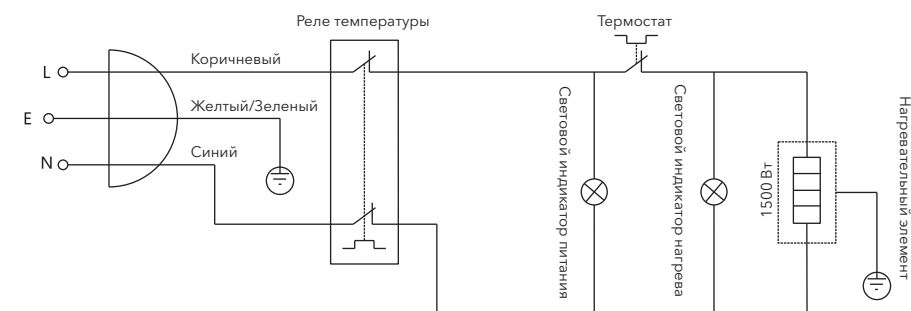 Реле температуры
Термостат
L
Коричневый
E
Желтый/Зеленый
N
Синий
Световой индикатор питания
Световой индикатор нагрева
1500 Вт
Нагревательный элемент